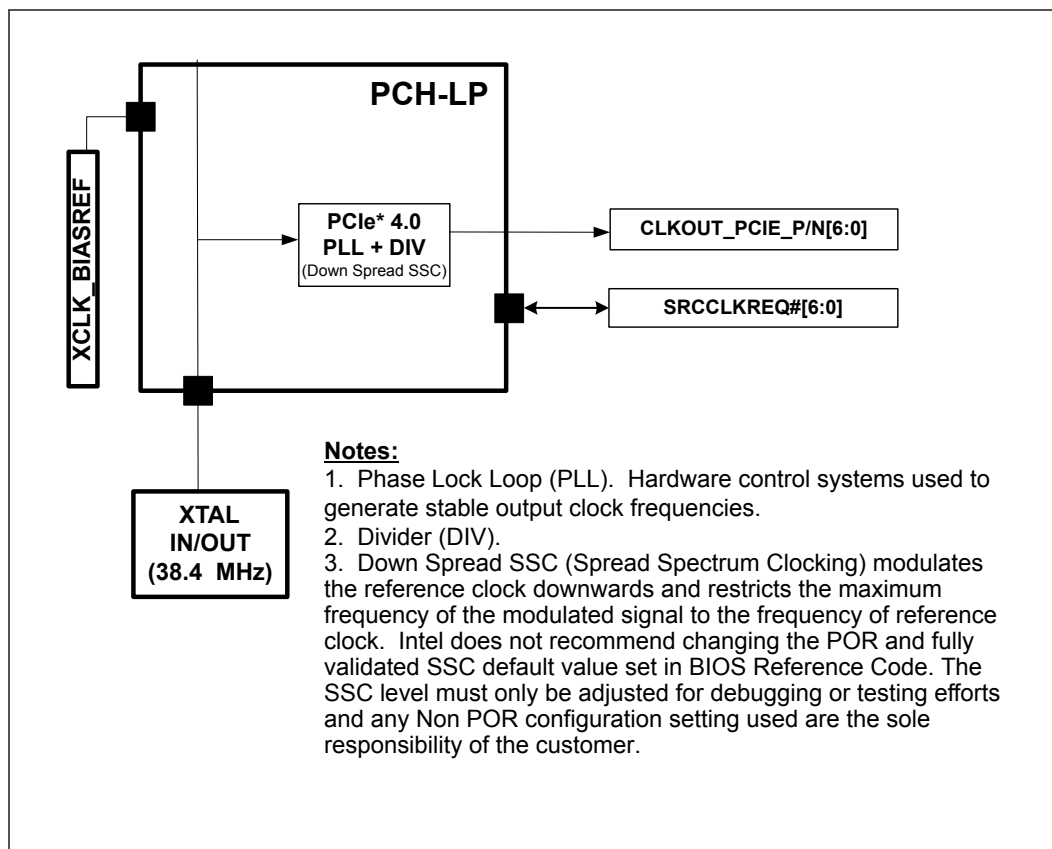 PCH-LP
XCLK_BIASREF
PCIe* 4.0
PLL + DIV
(Down Spread SSC)
CLKOUT_PCIE_P/N[6:0]
SRCCLKREQ#[6:0]
XTAL
IN/OUT
(38.4 MHz)
Notes:
1. Phase Lock Loop (PLL). Hardware control systems used to
generate stable output clock frequencies.
2. Divider (DIV).
3. Down Spread SSC (Spread Spectrum Clocking) modulates
the reference clock downwards and restricts the maximum
frequency of the modulated signal to the frequency of reference
clock. Intel does not recommend changing the POR and fully
validated SSC default value set in BIOS Reference Code. The
SSC level must only be adjusted for debugging or testing efforts
and any Non POR configuration setting used are the sole
responsibility of the customer.